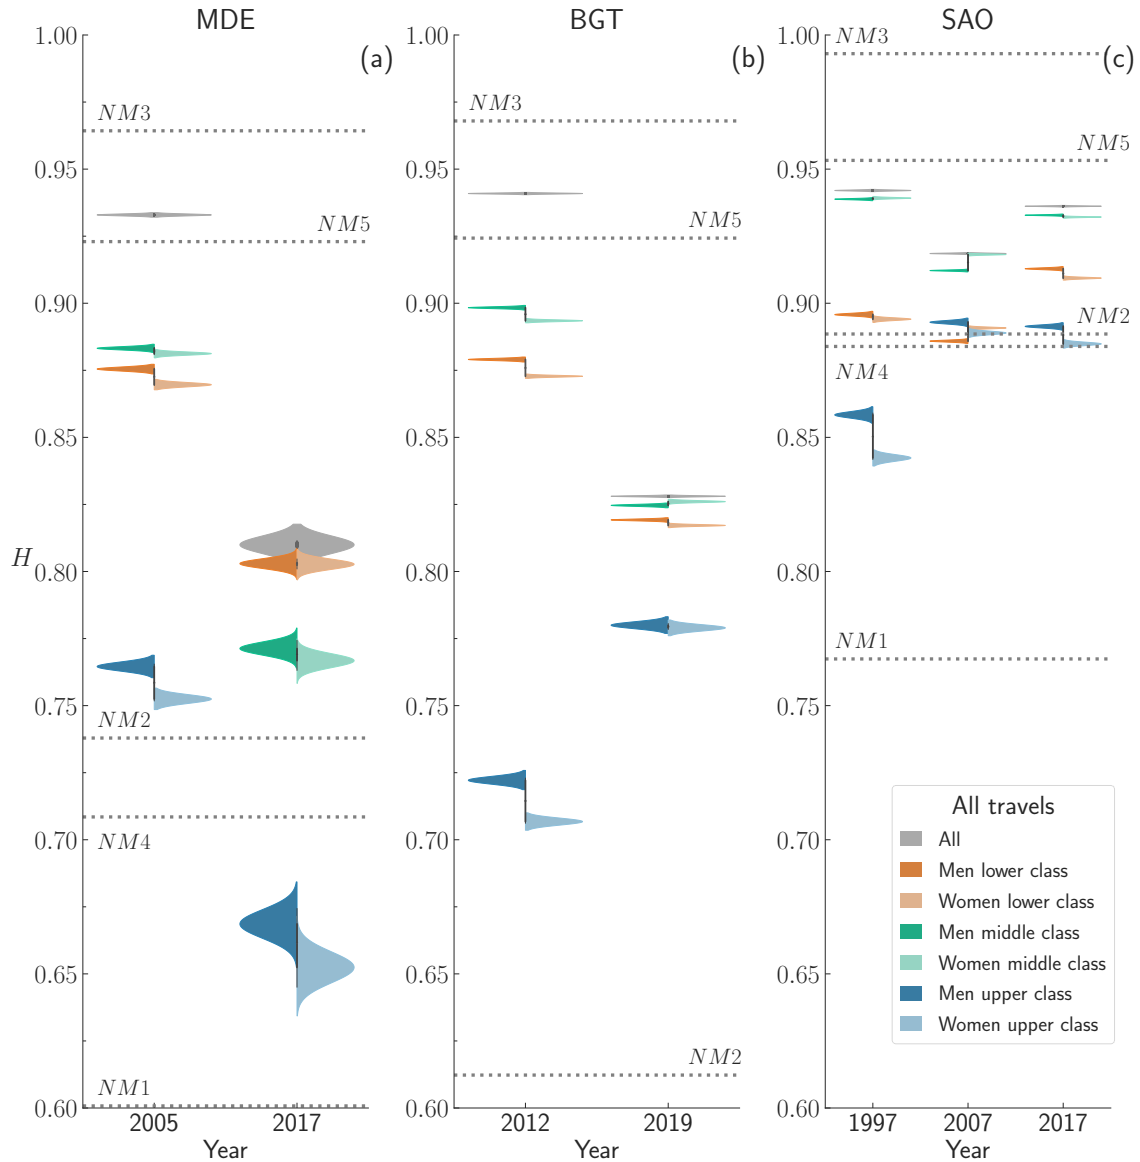 MDE
(a)
1.00
0.95
0.90
0.85
0.80
0.75
0.70
0.65
0.60
H
NM3
NM5
NM2
NM4
NM1
2005
2017
Year
BGT
(b)
1.00
0.95
0.90
0.85
0.80
0.75
0.70
0.65
0.60
NM3
NM5
NM2
2012
2019
Year
SAO
(c)
1.00
0.95
0.90
0.85
0.80
0.75
0.70
0.65
0.60
NM3
NM5
NM2
NM4
NM1
All travels
All
Men lower class
Women lower class
Men middle class
Women middle class
Men upper class
Women upper class
1997
2007
2017
Year